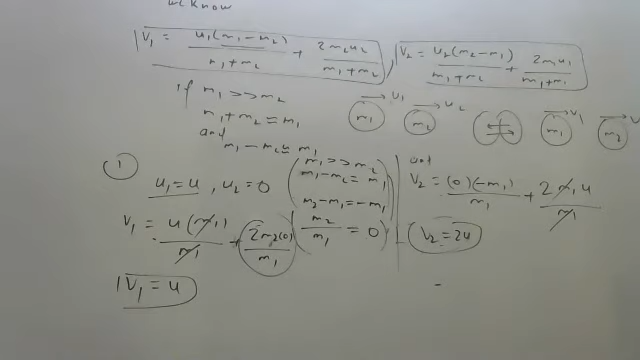 we know
V₁ = u₁(m₁-m₂)/m₁+m₂ + 2m₂u₂/m₁+m₂ , V₂ = u₂(m₂-m₁)/m₁+m₂ + 2m₁u₁/m₁+m₁
if m₁ >> m₂
m₁ + m₂ = m₁
and
m₁ - m₂ = m₁
→ u₁ → u₂ → v₁ → v
m₁ m₂ m₁ m₂
①
u₁ = u , u₂ = 0
m₁ >> m₂
m₁-m₂ = m₁
m₂-m₁ = -m₁
m₂/m₁ = 0
V₁ = u(m₁)/m₁ + 2m₂(0)/m₁
V₁ = u
and
V₂ = (0)(-m₁)/m₁ + 2m₁u/m₁
V₂ = 2u